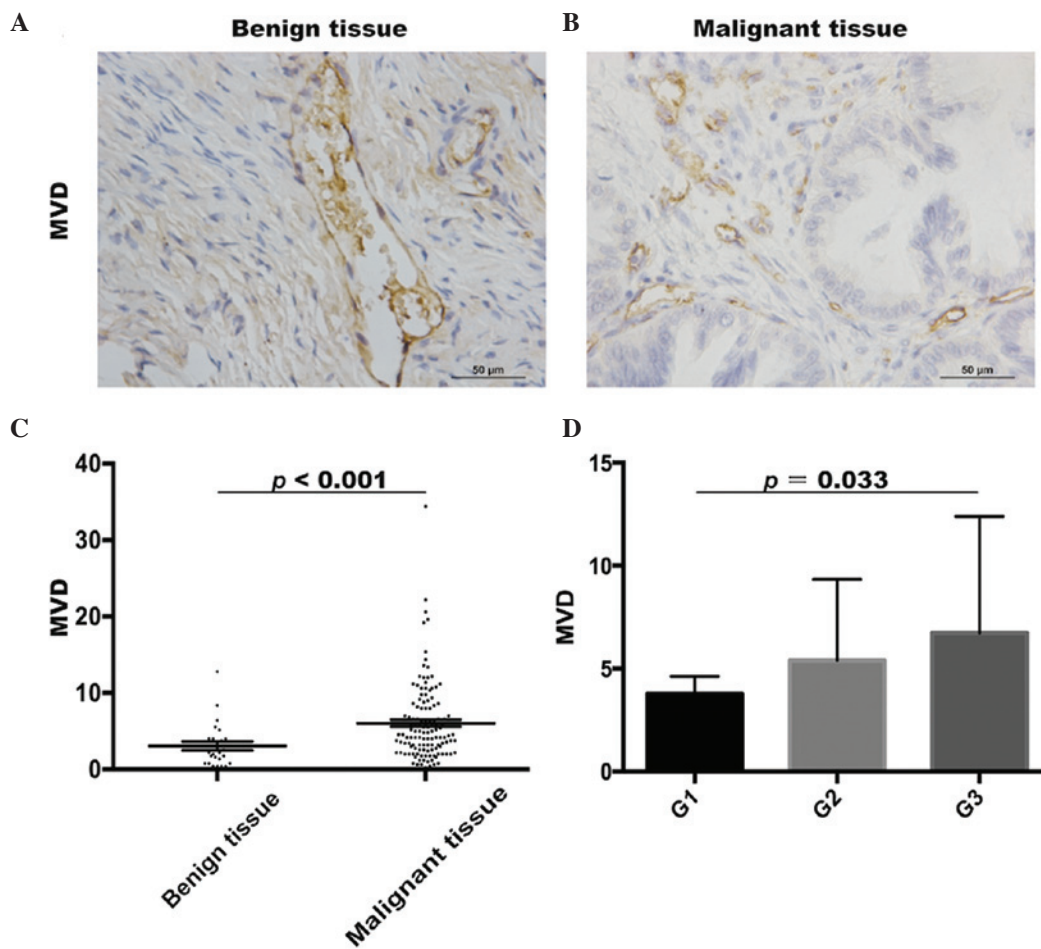 A
Benign tissue
B
Malignant tissue
MVD
50 µm
50 µm
C
D
40
30
20
10
0
MVD
p < 0.001
Benign tissue
Malignant tissue
15
10
5
0
MVD
p = 0.033
G1
G2
G3